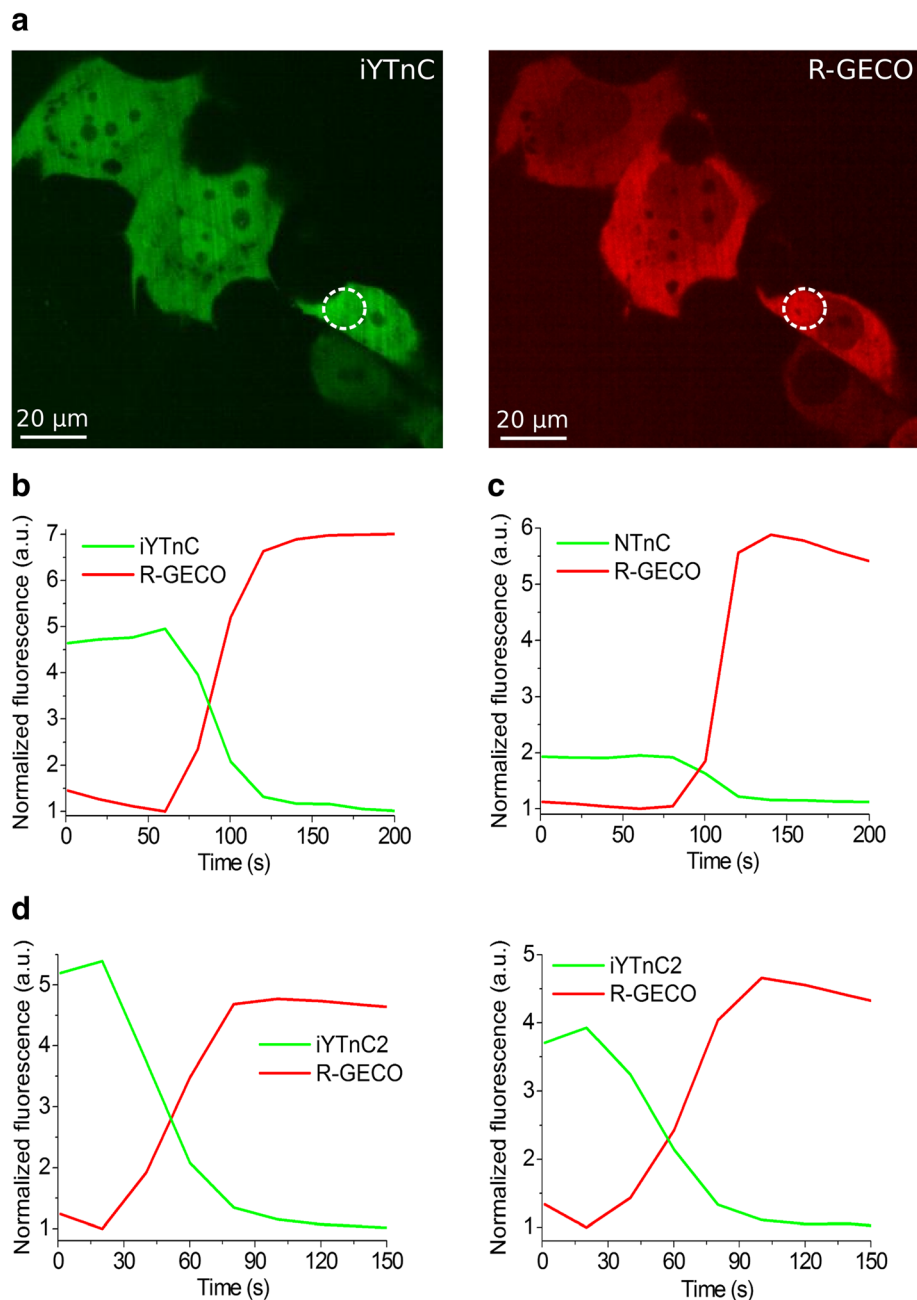 a
iYTnC
R-GECO
20 µm
20 µm
b
c
Normalized fluorescence (a.u.)
7
6
5
4
3
2
1
iYTnC
R-GECO
0 50 100 150 200
Time (s)
Normalized fluorescence (a.u.)
6
5
4
3
2
1
NTnC
R-GECO
0 50 100 150 200
Time (s)
d
Normalized fluorescence (a.u.)
5
4
3
2
1
iYTnC2
R-GECO
0 30 60 90 120 150
Time (s)
Normalized fluorescence (a.u.)
5
4
3
2
1
iYTnC2
R-GECO
0 30 60 90 120 150
Time (s)